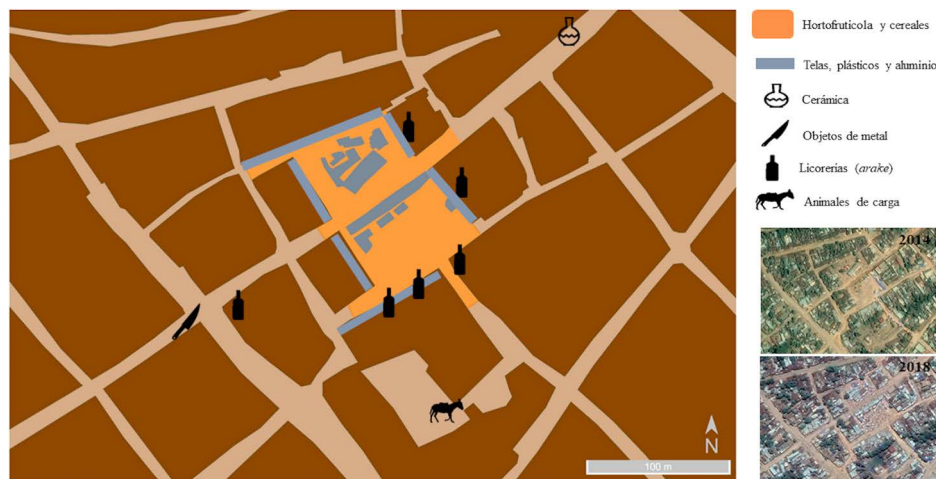 Hortofrutícola y cereales
Telas, plásticos y aluminio
Cerámica
Objetos de metal
Licorerías (arake)
Animales de carga
2014
2018
N
100 m